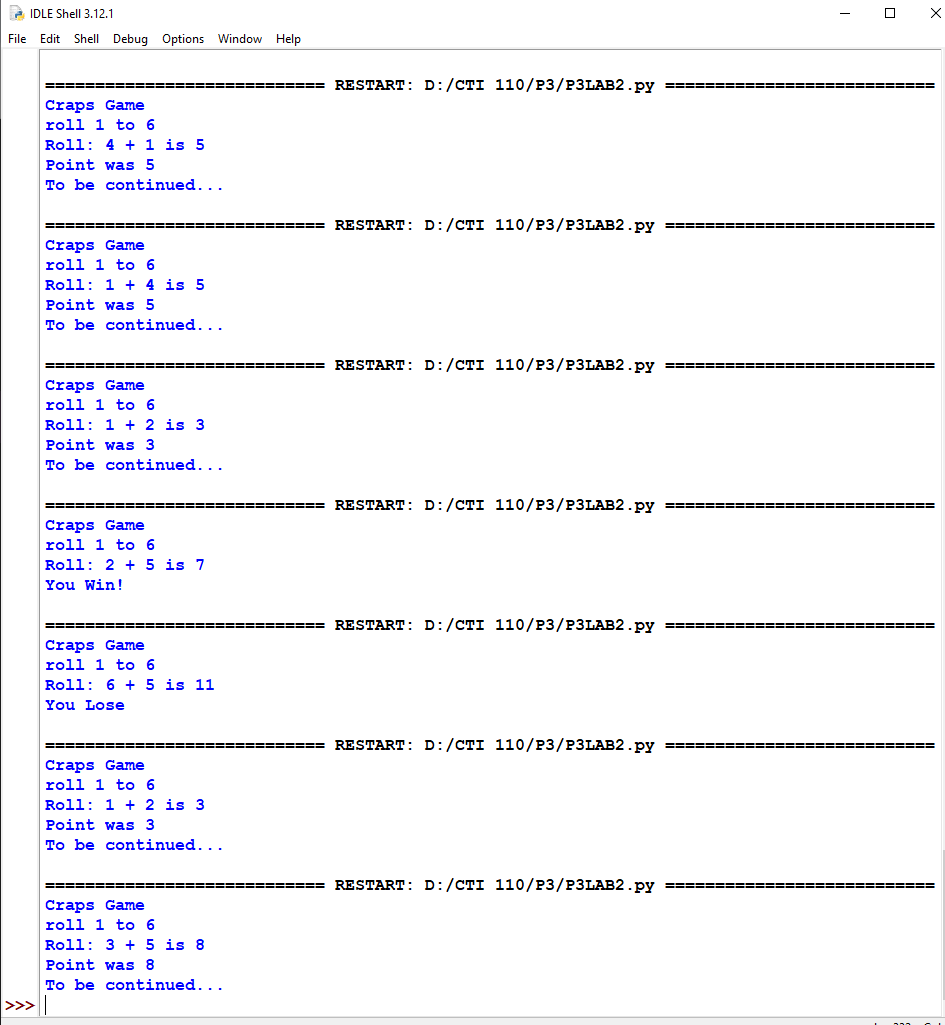 IDLE Shell 3.12.1
File Edit Shell Debug Options Window Help
============================ RESTART: D:/CTI 110/P3/P3LAB2.py ===========================
Craps Game
roll 1 to 6
Roll: 4 + 1 is 5
Point was 5
To be continued...
============================ RESTART: D:/CTI 110/P3/P3LAB2.py ===========================
Craps Game
roll 1 to 6
Roll: 1 + 4 is 5
Point was 5
To be continued...
============================ RESTART: D:/CTI 110/P3/P3LAB2.py ===========================
Craps Game
roll 1 to 6
Roll: 1 + 2 is 3
Point was 3
To be continued...
============================ RESTART: D:/CTI 110/P3/P3LAB2.py ===========================
Craps Game
roll 1 to 6
Roll: 2 + 5 is 7
You Win!
============================ RESTART: D:/CTI 110/P3/P3LAB2.py ===========================
Craps Game
roll 1 to 6
Roll: 6 + 5 is 11
You Lose
============================ RESTART: D:/CTI 110/P3/P3LAB2.py ===========================
Craps Game
roll 1 to 6
Roll: 1 + 2 is 3
Point was 3
To be continued...
============================ RESTART: D:/CTI 110/P3/P3LAB2.py ===========================
Craps Game
roll 1 to 6
Roll: 3 + 5 is 8
Point was 8
To be continued...
>>>